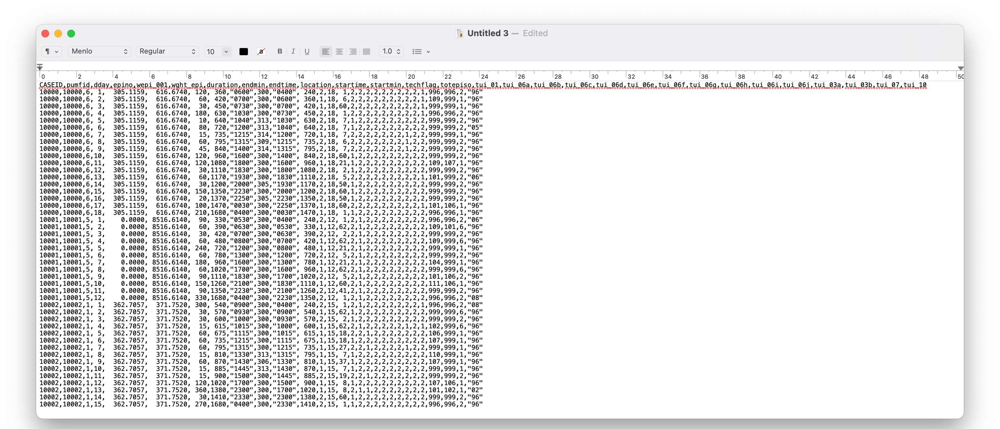 Untitled 3 — Edited
¶ Menlo Regular 10 a B I U 1.0
0 2 4 6 8 10 12 14 16 18 20 22 24 26 28 30 32 34 36 38 40 42 44 46 48 50
CASEID,pumfid,dday,epino,wepi_001,wght_epi,duration,endmin,endtime,location,startime,startmin,techflag,totepiso,tui_01,tui_06a,tui_06b,tui_06c,tui_06d,tui_06e,tui_06f,tui_06g,tui_06h,tui_06i,tui_06j,tui_03a,tui_03b,tui_07,tui_10
10000,10000,6, 1,  305.1159,  616.6740, 120, 360,"0600",300,"0400", 240,2,18, 1,2,2,2,2,2,2,2,2,2,1,996,996,2,"96"
10000,10000,6, 2,  305.1159,  616.6740,  60, 420,"0700",300,"0600", 360,1,18, 6,2,2,2,2,2,2,2,2,2,1,109,999,1,"96"
10000,10000,6, 3,  305.1159,  616.6740,  30, 450,"0730",300,"0700", 420,1,18,60,2,2,2,2,2,2,2,2,2,1,999,999,1,"96"
10000,10000,6, 4,  305.1159,  616.6740, 180, 630,"1030",300,"0730", 450,2,18, 1,2,2,2,2,2,2,2,2,2,1,996,996,2,"96"
10000,10000,6, 5,  305.1159,  616.6740,  10, 640,"1040",313,"1030", 630,2,18, 7,1,2,2,2,2,2,2,2,2,2,999,999,2,"96"
10000,10000,6, 6,  305.1159,  616.6740,  80, 720,"1200",313,"1040", 640,2,18, 7,1,2,2,2,2,2,2,2,2,2,999,999,2,"05"
10000,10000,6, 7,  305.1159,  616.6740,  15, 735,"1215",314,"1200", 720,1,18, 7,2,2,2,2,2,2,2,1,2,2,999,999,1,"96"
10000,10000,6, 8,  305.1159,  616.6740,  60, 795,"1315",309,"1215", 735,2,18, 6,2,2,2,2,2,2,2,1,2,2,999,999,2,"96"
10000,10000,6, 9,  305.1159,  616.6740,  45, 840,"1400",314,"1315", 795,2,18, 7,2,2,2,2,2,2,2,1,2,2,999,999,2,"96"
10000,10000,6,10,  305.1159,  616.6740, 120, 960,"1600",300,"1400", 840,2,18,60,1,2,2,2,2,2,2,2,2,2,999,999,2,"96"
10000,10000,6,11,  305.1159,  616.6740, 120,1080,"1800",300,"1600", 960,1,18,21,1,2,2,2,2,2,2,2,2,2,109,107,1,"96"
10000,10000,6,12,  305.1159,  616.6740,  30,1110,"1830",300,"1800",1080,2,18, 2,1,2,2,2,2,2,2,2,2,2,999,999,2,"96"
10000,10000,6,13,  305.1159,  616.6740,  60,1170,"1930",300,"1830",1110,2,18, 5,2,2,2,2,2,2,2,2,2,1,101,999,2,"06"
10000,10000,6,14,  305.1159,  616.6740,  30,1200,"2000",305,"1930",1170,2,18,50,1,2,2,2,2,2,2,2,2,2,999,999,2,"96"
10000,10000,6,15,  305.1159,  616.6740, 150,1350,"2230",300,"2000",1200,2,18,60,1,2,2,2,2,2,2,2,2,2,999,999,2,"96"
10000,10000,6,16,  305.1159,  616.6740,  20,1370,"2250",305,"2230",1350,2,18,50,1,2,2,2,2,2,2,2,2,2,999,999,2,"96"
10000,10000,6,17,  305.1159,  616.6740, 100,1470,"0030",300,"2250",1370,1,18,60,2,2,2,2,2,2,2,2,2,1,101,106,1,"96"
10000,10000,6,18,  305.1159,  616.6740, 210,1680,"0400",300,"0030",1470,1,18, 1,1,2,2,2,2,2,2,2,2,2,996,996,1,"96"
10001,10001,5, 1,    0.0000, 8516.6140,  90, 330,"0530",300,"0400", 240,2,12, 1,2,1,2,2,2,2,2,2,2,2,996,996,2,"06"
10001,10001,5, 2,    0.0000, 8516.6140,  60, 390,"0630",300,"0530", 330,1,12,62,2,1,2,2,2,2,2,2,2,2,109,101,6,"96"
10001,10001,5, 3,    0.0000, 8516.6140,  30, 420,"0700",300,"0630", 390,2,12, 2,2,1,2,2,2,2,2,2,2,2,999,999,2,"96"
10001,10001,5, 4,    0.0000, 8516.6140,  60, 480,"0800",300,"0700", 420,1,12,62,2,1,2,2,2,2,2,2,2,2,109,999,6,"96"
10001,10001,5, 5,    0.0000, 8516.6140, 240, 720,"1200",300,"0800", 480,1,12,21,2,1,2,2,2,2,2,2,2,2,999,999,1,"96"
10001,10001,5, 6,    0.0000, 8516.6140,  60, 780,"1300",300,"1200", 720,2,12, 5,2,1,2,2,2,2,2,2,2,2,999,999,2,"96"
10001,10001,5, 7,    0.0000, 8516.6140, 180, 960,"1600",300,"1300", 780,1,12,21,2,1,2,2,2,2,2,2,2,2,104,999,1,"96"
10001,10001,5, 8,    0.0000, 8516.6140,  60,1020,"1700",300,"1600", 960,1,12,62,2,1,2,2,2,2,2,2,2,2,999,999,6,"96"
10001,10001,5, 9,    0.0000, 8516.6140,  90,1110,"1830",300,"1700",1020,2,12, 5,2,1,2,2,2,2,2,2,2,2,101,106,2,"96"
10001,10001,5,10,    0.0000, 8516.6140, 150,1260,"2100",300,"1830",1110,1,12,60,2,1,2,2,2,2,2,2,2,2,111,106,1,"96"
10001,10001,5,11,    0.0000, 8516.6140,  90,1350,"2230",300,"2100",1260,2,12,41,2,1,2,2,2,2,2,2,2,2,999,999,2,"96"
10001,10001,5,12,    0.0000, 8516.6140, 330,1680,"0400",300,"2230",1350,2,12, 1,2,1,2,2,2,2,2,2,2,2,996,996,2,"08"
10002,10002,1, 1,  362.7057,  371.7520, 300, 540,"0900",300,"0400", 240,2,15, 1,2,1,2,2,2,2,2,2,2,1,996,996,2,"08"
10002,10002,1, 2,  362.7057,  371.7520,  30, 570,"0930",300,"0900", 540,1,15,62,1,2,2,2,2,2,2,2,2,2,999,999,6,"96"
10002,10002,1, 3,  362.7057,  371.7520,  30, 600,"1000",300,"0930", 570,2,15, 2,1,2,2,2,2,2,2,2,2,2,999,999,2,"96"
10002,10002,1, 4,  362.7057,  371.7520,  15, 615,"1015",300,"1000", 600,1,15,62,2,1,2,2,2,2,2,1,2,1,102,999,6,"96"
10002,10002,1, 5,  362.7057,  371.7520,  60, 675,"1115",300,"1015", 615,1,15,18,2,2,1,2,2,2,2,2,2,2,106,999,1,"96"
10002,10002,1, 6,  362.7057,  371.7520,  60, 735,"1215",300,"1115", 675,1,15,18,1,2,2,2,2,2,2,2,2,2,107,999,1,"96"
10002,10002,1, 7,  362.7057,  371.7520,  60, 795,"1315",300,"1215", 735,1,15,27,2,2,1,2,2,2,2,1,2,2,999,999,1,"96"
10002,10002,1, 8,  362.7057,  371.7520,  15, 810,"1330",313,"1315", 795,1,15, 7,1,2,2,2,2,2,2,2,2,2,110,999,1,"96"
10002,10002,1, 9,  362.7057,  371.7520,  60, 870,"1430",306,"1330", 810,1,15,37,1,2,2,2,2,2,2,2,2,2,107,999,1,"96"
10002,10002,1,10,  362.7057,  371.7520,  15, 885,"1445",313,"1430", 870,1,15, 7,1,2,2,2,2,2,2,2,2,2,999,999,1,"96"
10002,10002,1,11,  362.7057,  371.7520,  15, 900,"1500",300,"1445", 885,2,15,19,2,2,1,2,2,2,2,2,2,2,999,999,2,"96"
10002,10002,1,12,  362.7057,  371.7520, 120,1020,"1700",300,"1500", 900,1,15, 8,1,2,2,2,2,2,2,2,2,2,107,106,1,"96"
10002,10002,1,13,  362.7057,  371.7520, 360,1380,"2300",300,"1700",1020,1,15, 8,2,1,1,2,2,2,2,2,2,2,101,102,1,"02"
10002,10002,1,14,  362.7057,  371.7520,  30,1410,"2330",300,"2300",1380,2,15,60,1,2,2,2,2,2,2,2,2,2,999,999,2,"96"
10002,10002,1,15,  362.7057,  371.7520, 270,1680,"0400",300,"2330",1410,2,15, 1,1,2,2,2,2,2,2,2,2,2,996,996,2,"96"